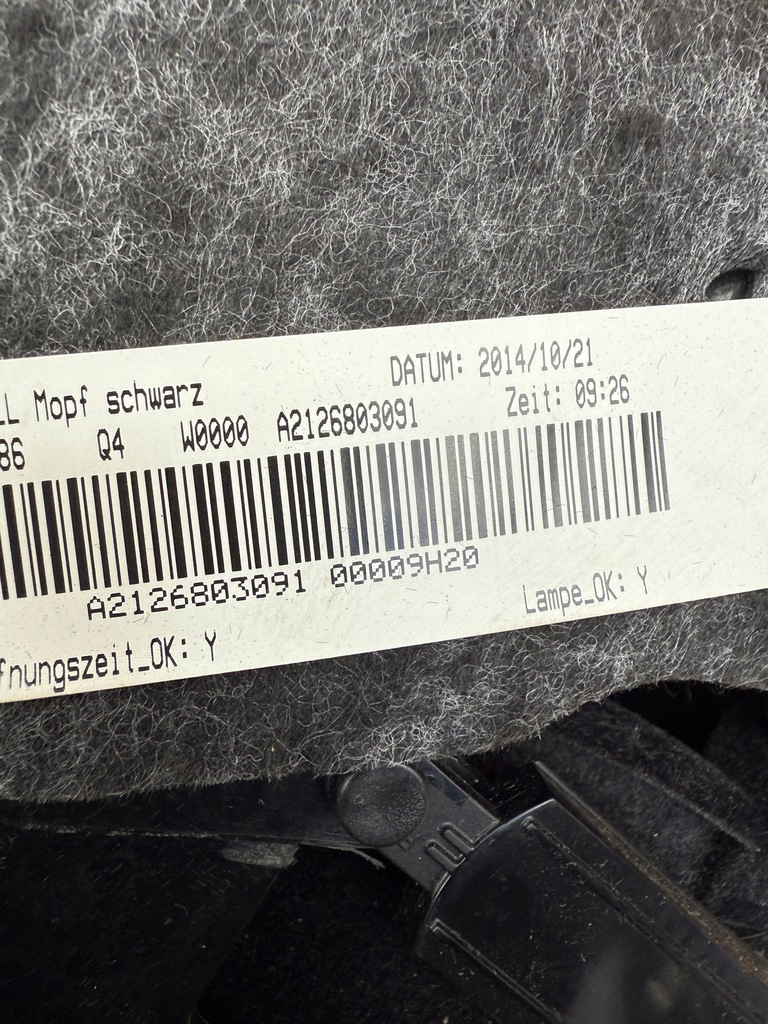 LL Mopf schwarz DATUM: 2014/10/21
86 Q4 W0000 A2126803091 Zeit: 09:26
A2126803091 00009H20
fnungszeit_OK: Y Lampe_OK: Y